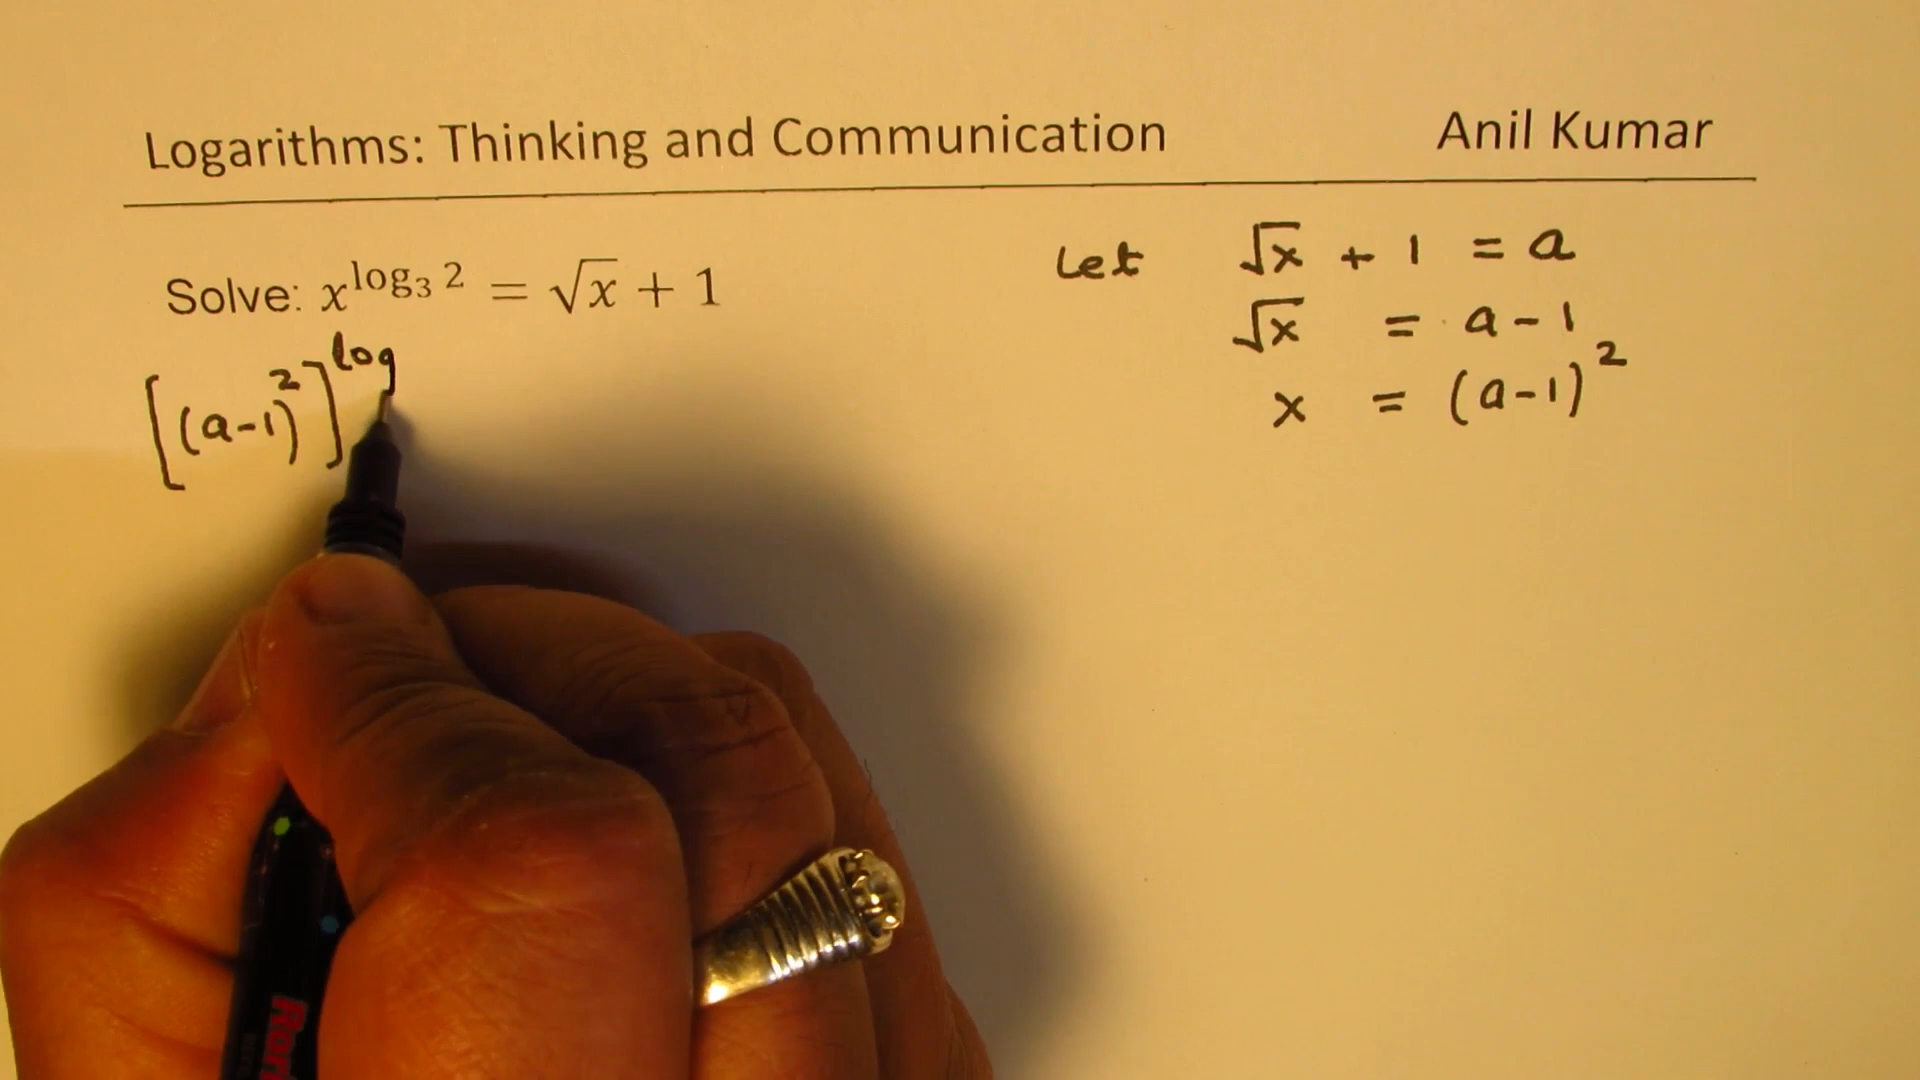 Logarithms: Thinking and Communication Anil Kumar
Solve: x^{log₃ 2} = √x + 1
Let √x + 1 = a
√x = a - 1
x = (a-1)²
[(a-1)²]^{log}